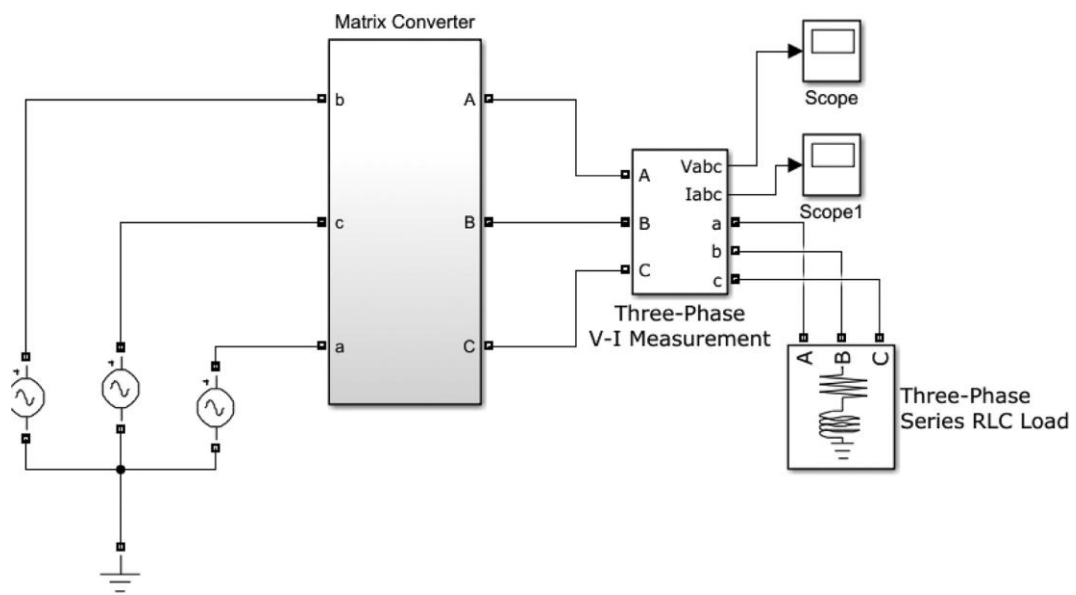 Matrix Converter
b
A
c
B
a
C
Scope
Scope1
A
Vabc
Iabc
B
a
b
C
c
Three-Phase
V-I Measurement
A
B
C
Three-Phase
Series RLC Load
+
+
+